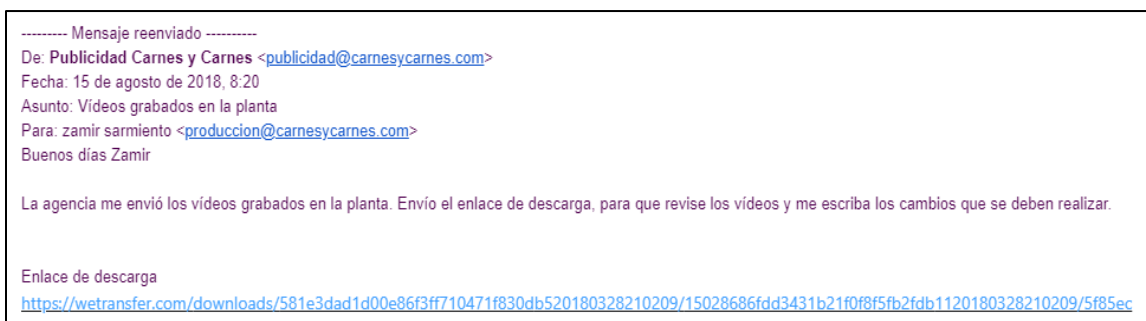 --------- Mensaje reenviado ----------
De: Publicidad Carnes y Carnes <publicidad@carnesycarnes.com>
Fecha: 15 de agosto de 2018, 8:20
Asunto: Vídeos grabados en la planta
Para: zamir sarmiento <produccion@carnesycarnes.com>
Buenos días Zamir
La agencia me envió los vídeos grabados en la planta. Envío el enlace de descarga, para que revise los vídeos y me escriba los cambios que se deben realizar.
Enlace de descarga
https://wetransfer.com/downloads/581e3dad1d00e86f3ff710471f830db520180328210209/15028686fdd3431b21f0f8f5fb2fdb1120180328210209/5f85ec